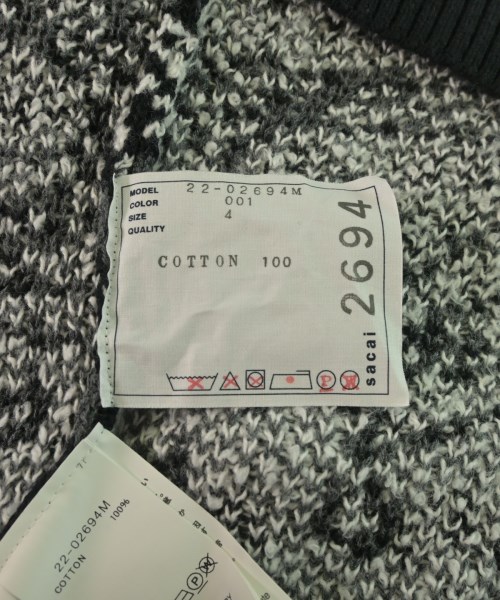 MODEL 22-02694M
COLOR 001
SIZE 4
QUALITY
COTTON 100
sacai 2694
P W
22-02694M
COTTON 100%